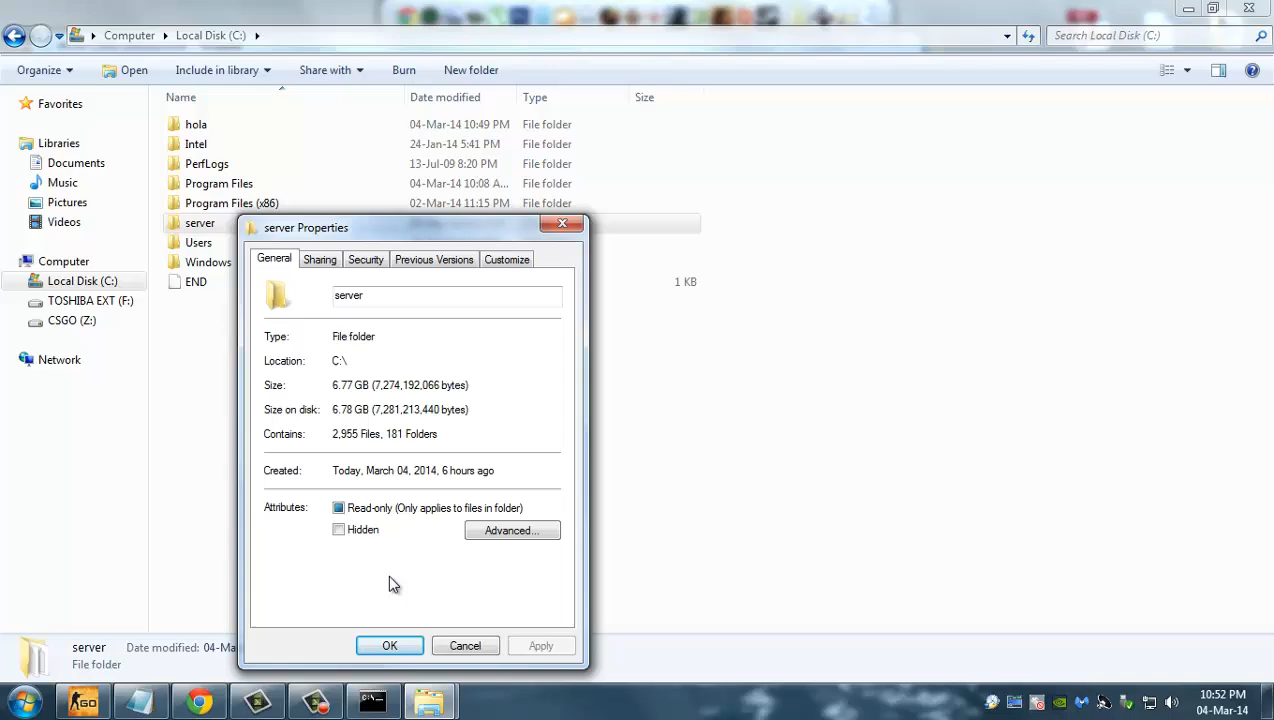 Computer Local Disk (C:)
Search Local Disk (C:)
Organize Open Include in library Share with Burn New folder
Name Date modified Type Size
Favorites
Libraries
Documents
Music
Pictures
Videos
Computer
Local Disk (C:)
TOSHIBA EXT (F:)
CSGO (Z:)
Network
hola 04-Mar-14 10:49 PM File folder
Intel 24-Jan-14 5:41 PM File folder
PerfLogs 13-Jul-09 8:20 PM File folder
Program Files 04-Mar-14 10:08 A... File folder
Program Files (x86) 02-Mar-14 11:15 PM File folder
server
Users
Windows
END 1 KB
server Properties
General Sharing Security Previous Versions Customize
server
Type: File folder
Location: C:\
Size: 6.77 GB (7,274,192,066 bytes)
Size on disk: 6.78 GB (7,281,213,440 bytes)
Contains: 2,955 Files, 181 Folders
Created: Today, March 04, 2014, 6 hours ago
Attributes: Read-only (Only applies to files in folder)
Hidden Advanced...
OK Cancel Apply
server Date modified: 04-Ma
File folder
GO
C:\
10:52 PM
04-Mar-14